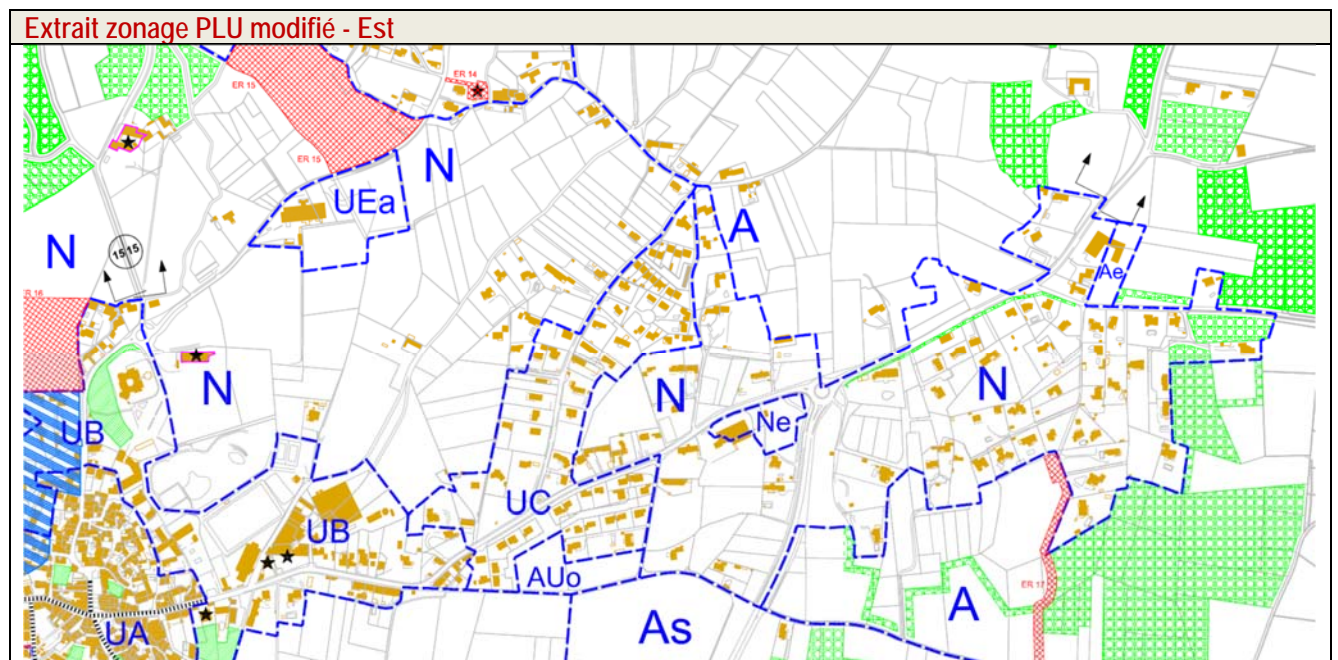 Extrait zonage PLU modifié - Est
ER 14
ER 15
ER 15
N
UEa
N
A
15 15
Ae
ER 16
N
N
N
Ne
UB
UC
UB
AUo
ER 17
A
As
UA